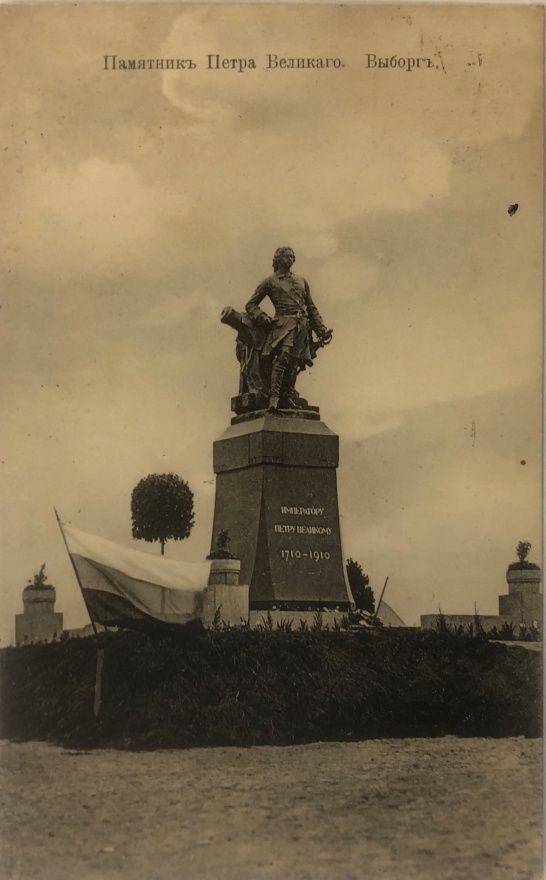 Памятникъ Петра Великаго. Выборгъ.
ИМПЕРАТОРУ
ПЕТРУ ВЕЛИКОМУ
1710-1910